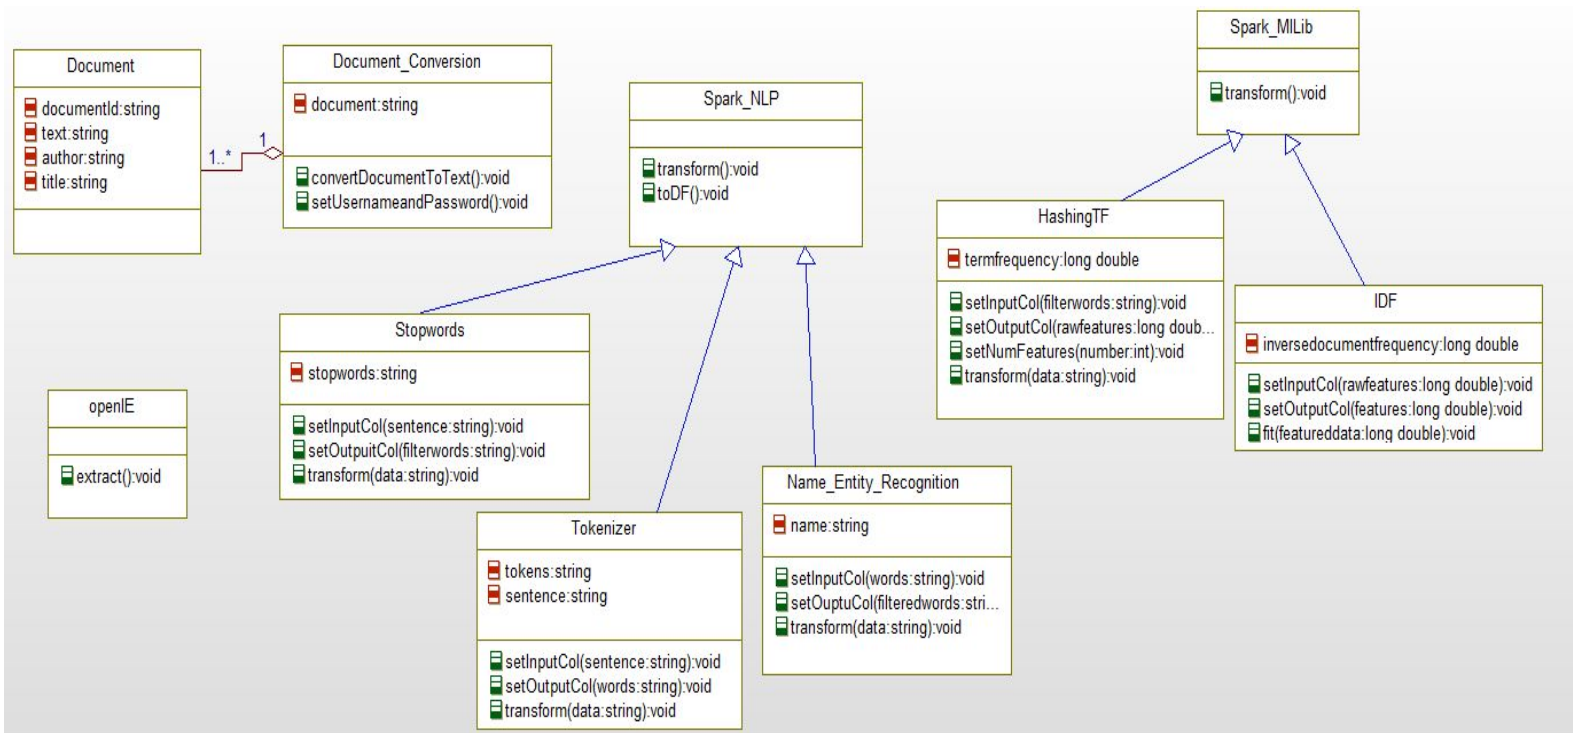 Document
documentId:string
text:string
author:string
title:string
1..*
1
Document_Conversion
document:string
convertDocumentToText():void
setUsernameandPassword():void
Spark_NLP
transform():void
toDF():void
Spark_MlLib
transform():void
HashingTF
termfrequency:long double
setInputCol(filterwords:string):void
setOutputCol(rawfeatures:long doub...
setNumFeatures(number:int):void
transform(data:string):void
IDF
inversedocumentfrequency:long double
setInputCol(rawfeatures:long double):void
setOutputCol(features:long double):void
fit(featureddata:long double):void
Stopwords
stopwords:string
setInputCol(sentence:string):void
setOutpuitCol(filterwords:string):void
transform(data:string):void
openIE
extract():void
Tokenizer
tokens:string
sentence:string
setInputCol(sentence:string):void
setOutputCol(words:string):void
transform(data:string):void
Name_Entity_Recognition
name:string
setInputCol(words:string):void
setOuptuCol(filteredwords:stri...
transform(data:string):void